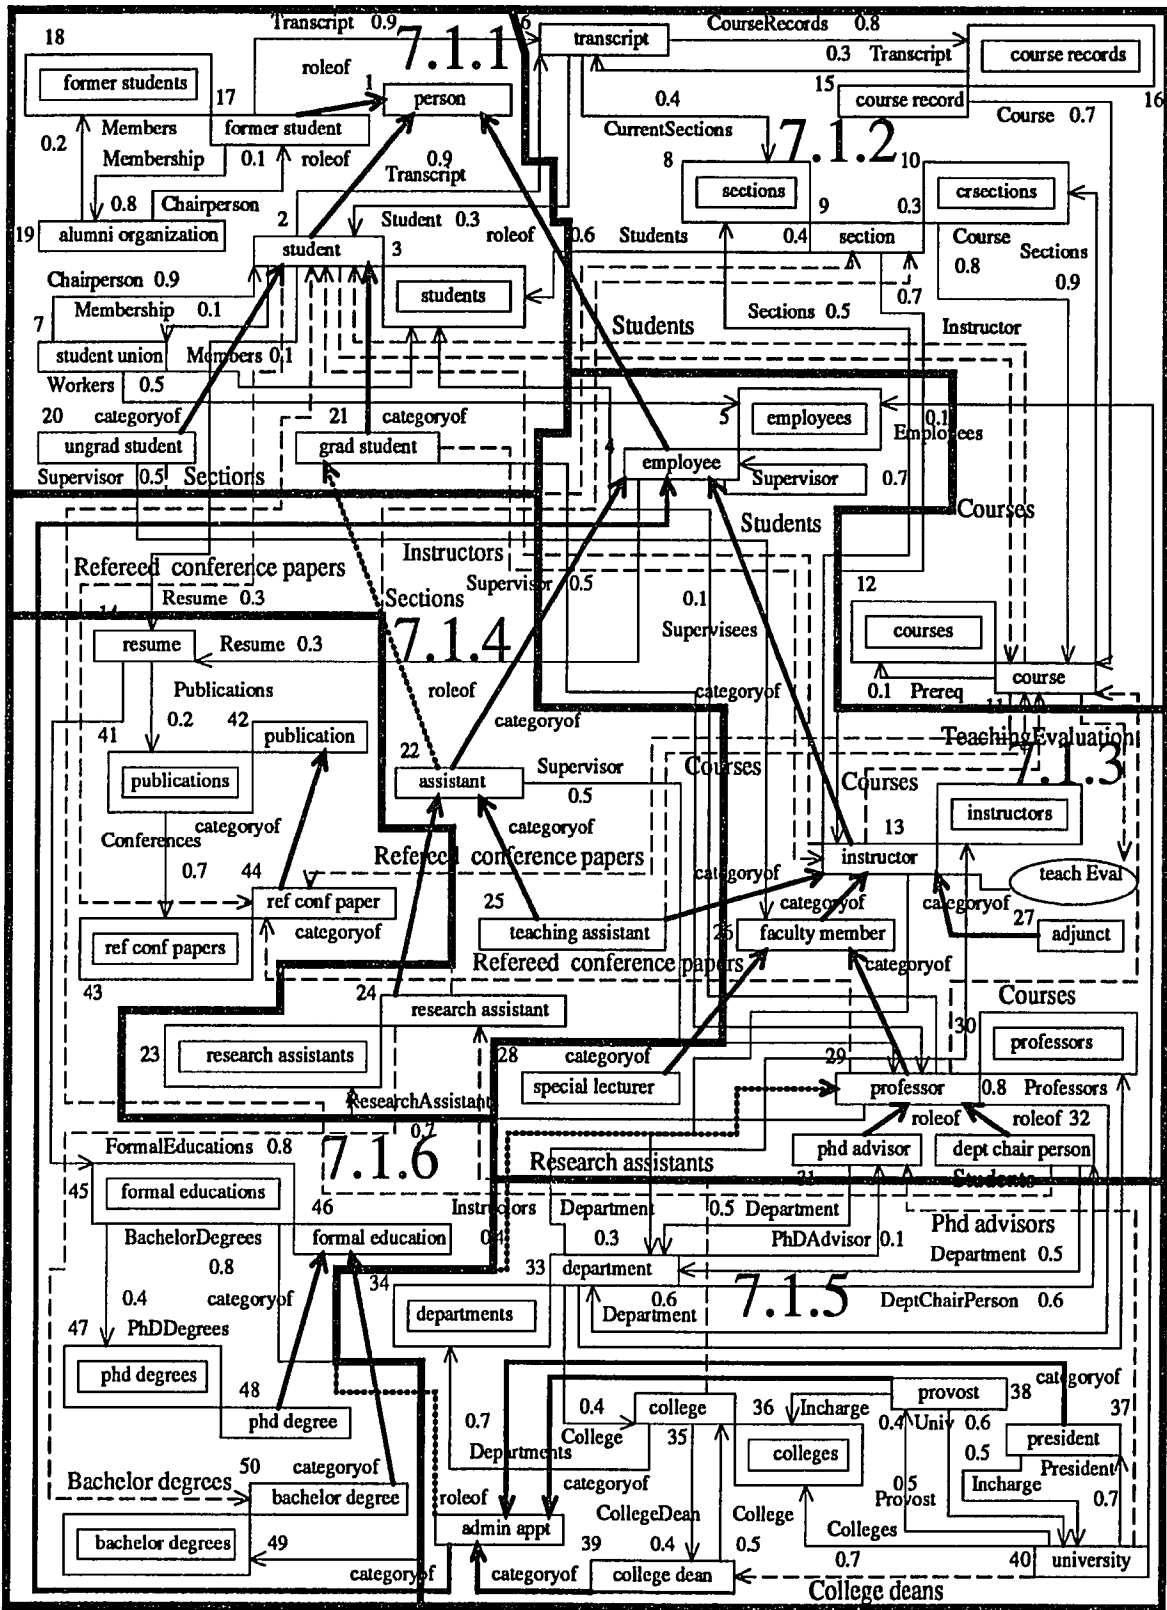 Transcript 0.9
6
CourseRecords 0.8
18
7.1.1
transcript
0.3 Transcript
course records
roleof
former students
1
person
15
16
17
0.4
course record
Course 0.7
Members
former student
CurrentSections
7.1.2
0.2
Membership
0.1
roleof
0.9
8
10
Transcript
sections
crsections
0.8
Chairperson
9
0.3
19
alumni organization
2
Student 0.3
roleof
0.6
Students
0.4
section
Course
student
3
Sections
Chairperson 0.9
0.8
0.9
students
0.7
Membership 0.1
Sections 0.5
7
Students
Instructor
student union
Members 0.1
Workers 0.5
20
categoryof
21
categoryof
5
employees
0.1
Employees
ungrad student
grad student
4
employee
Supervisor 0.5
Sections
Supervisor
0.7
Students
Courses
Instructors
Refereed conference papers
Supervisor 0.5
12
Resume 0.3
Sections
0.1
14
7.1.4
Supervisees
courses
resume
Resume 0.3
course
Publications
roleof
categoryof
0.1 Prereq
11
0.2
42
categoryof
41
publication
22
TeachingEvaluation
publications
assistant
Supervisor
Courses
7.1.3
0.5
Courses
instructors
categoryof
categoryof
13
Conferences
Refereed conference papers
instructor
0.7
44
categoryof
teach Eval
25
categoryof
categoryof
ref conf paper
27
categoryof
teaching assistant
26
faculty member
adjunct
ref conf papers
Refereed conference papers
categoryof
43
24
Courses
research assistant
30
23
research assistants
28
categoryof
29
professors
special lecturer
professor
0.8 Professors
ResearchAssistant
roleof
roleof 32
0.7
FormalEducations 0.8
7.1.6
phd advisor
dept chair person
Research assistants
45
formal educations
31
Students
46
Instructors
Department
0.5 Department
Phd advisors
BachelorDegrees
formal education
0.4
0.3
PhDAdvisor 0.1
Department 0.5
0.8
34
33
department
7.1.5
0.4
categoryof
departments
0.6
DeptChairPerson 0.6
47
PhDDegrees
Department
phd degrees
48
categoryof
provost
38
phd degree
0.4
college
36
Incharge
0.4
Univ
0.6
37
0.7
College
35
0.5
president
Departments
colleges
President
50
categoryof
Bachelor degrees
categoryof
0.5
Incharge
0.7
bachelor degree
roleof
Provost
CollegeDean
College
Colleges
admin appt
bachelor degrees
49
39
0.4
0.5
0.7
40
university
categoryof
categoryof
college dean
College deans